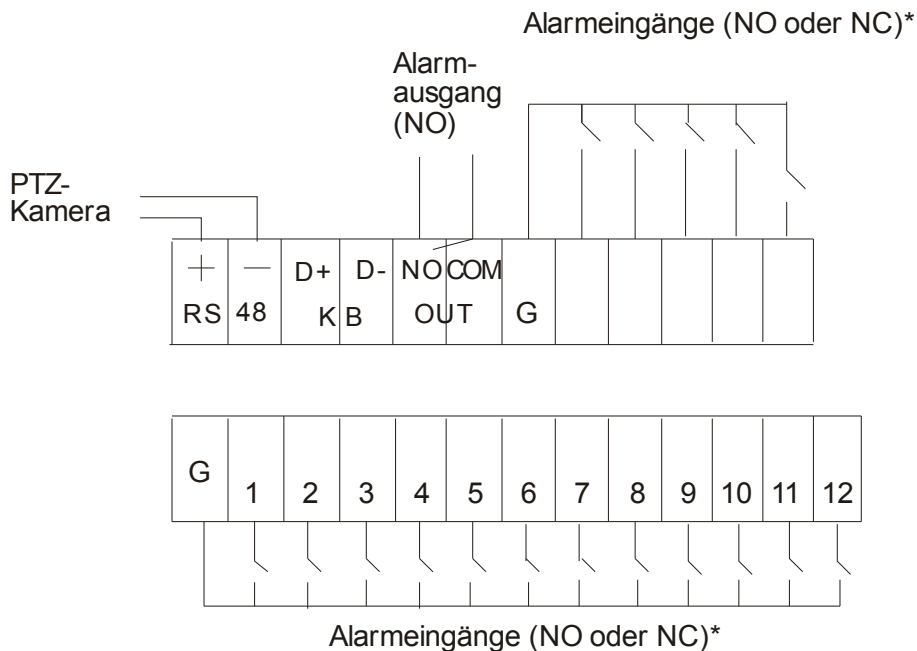 Alarmeingänge (NO oder NC)*
Alarm-
ausgang
(NO)
PTZ-
Kamera
+ — D+ D- NO COM
RS 48 K B OUT G
G 1 2 3 4 5 6 7 8 9 10 11 12
Alarmeingänge (NO oder NC)*